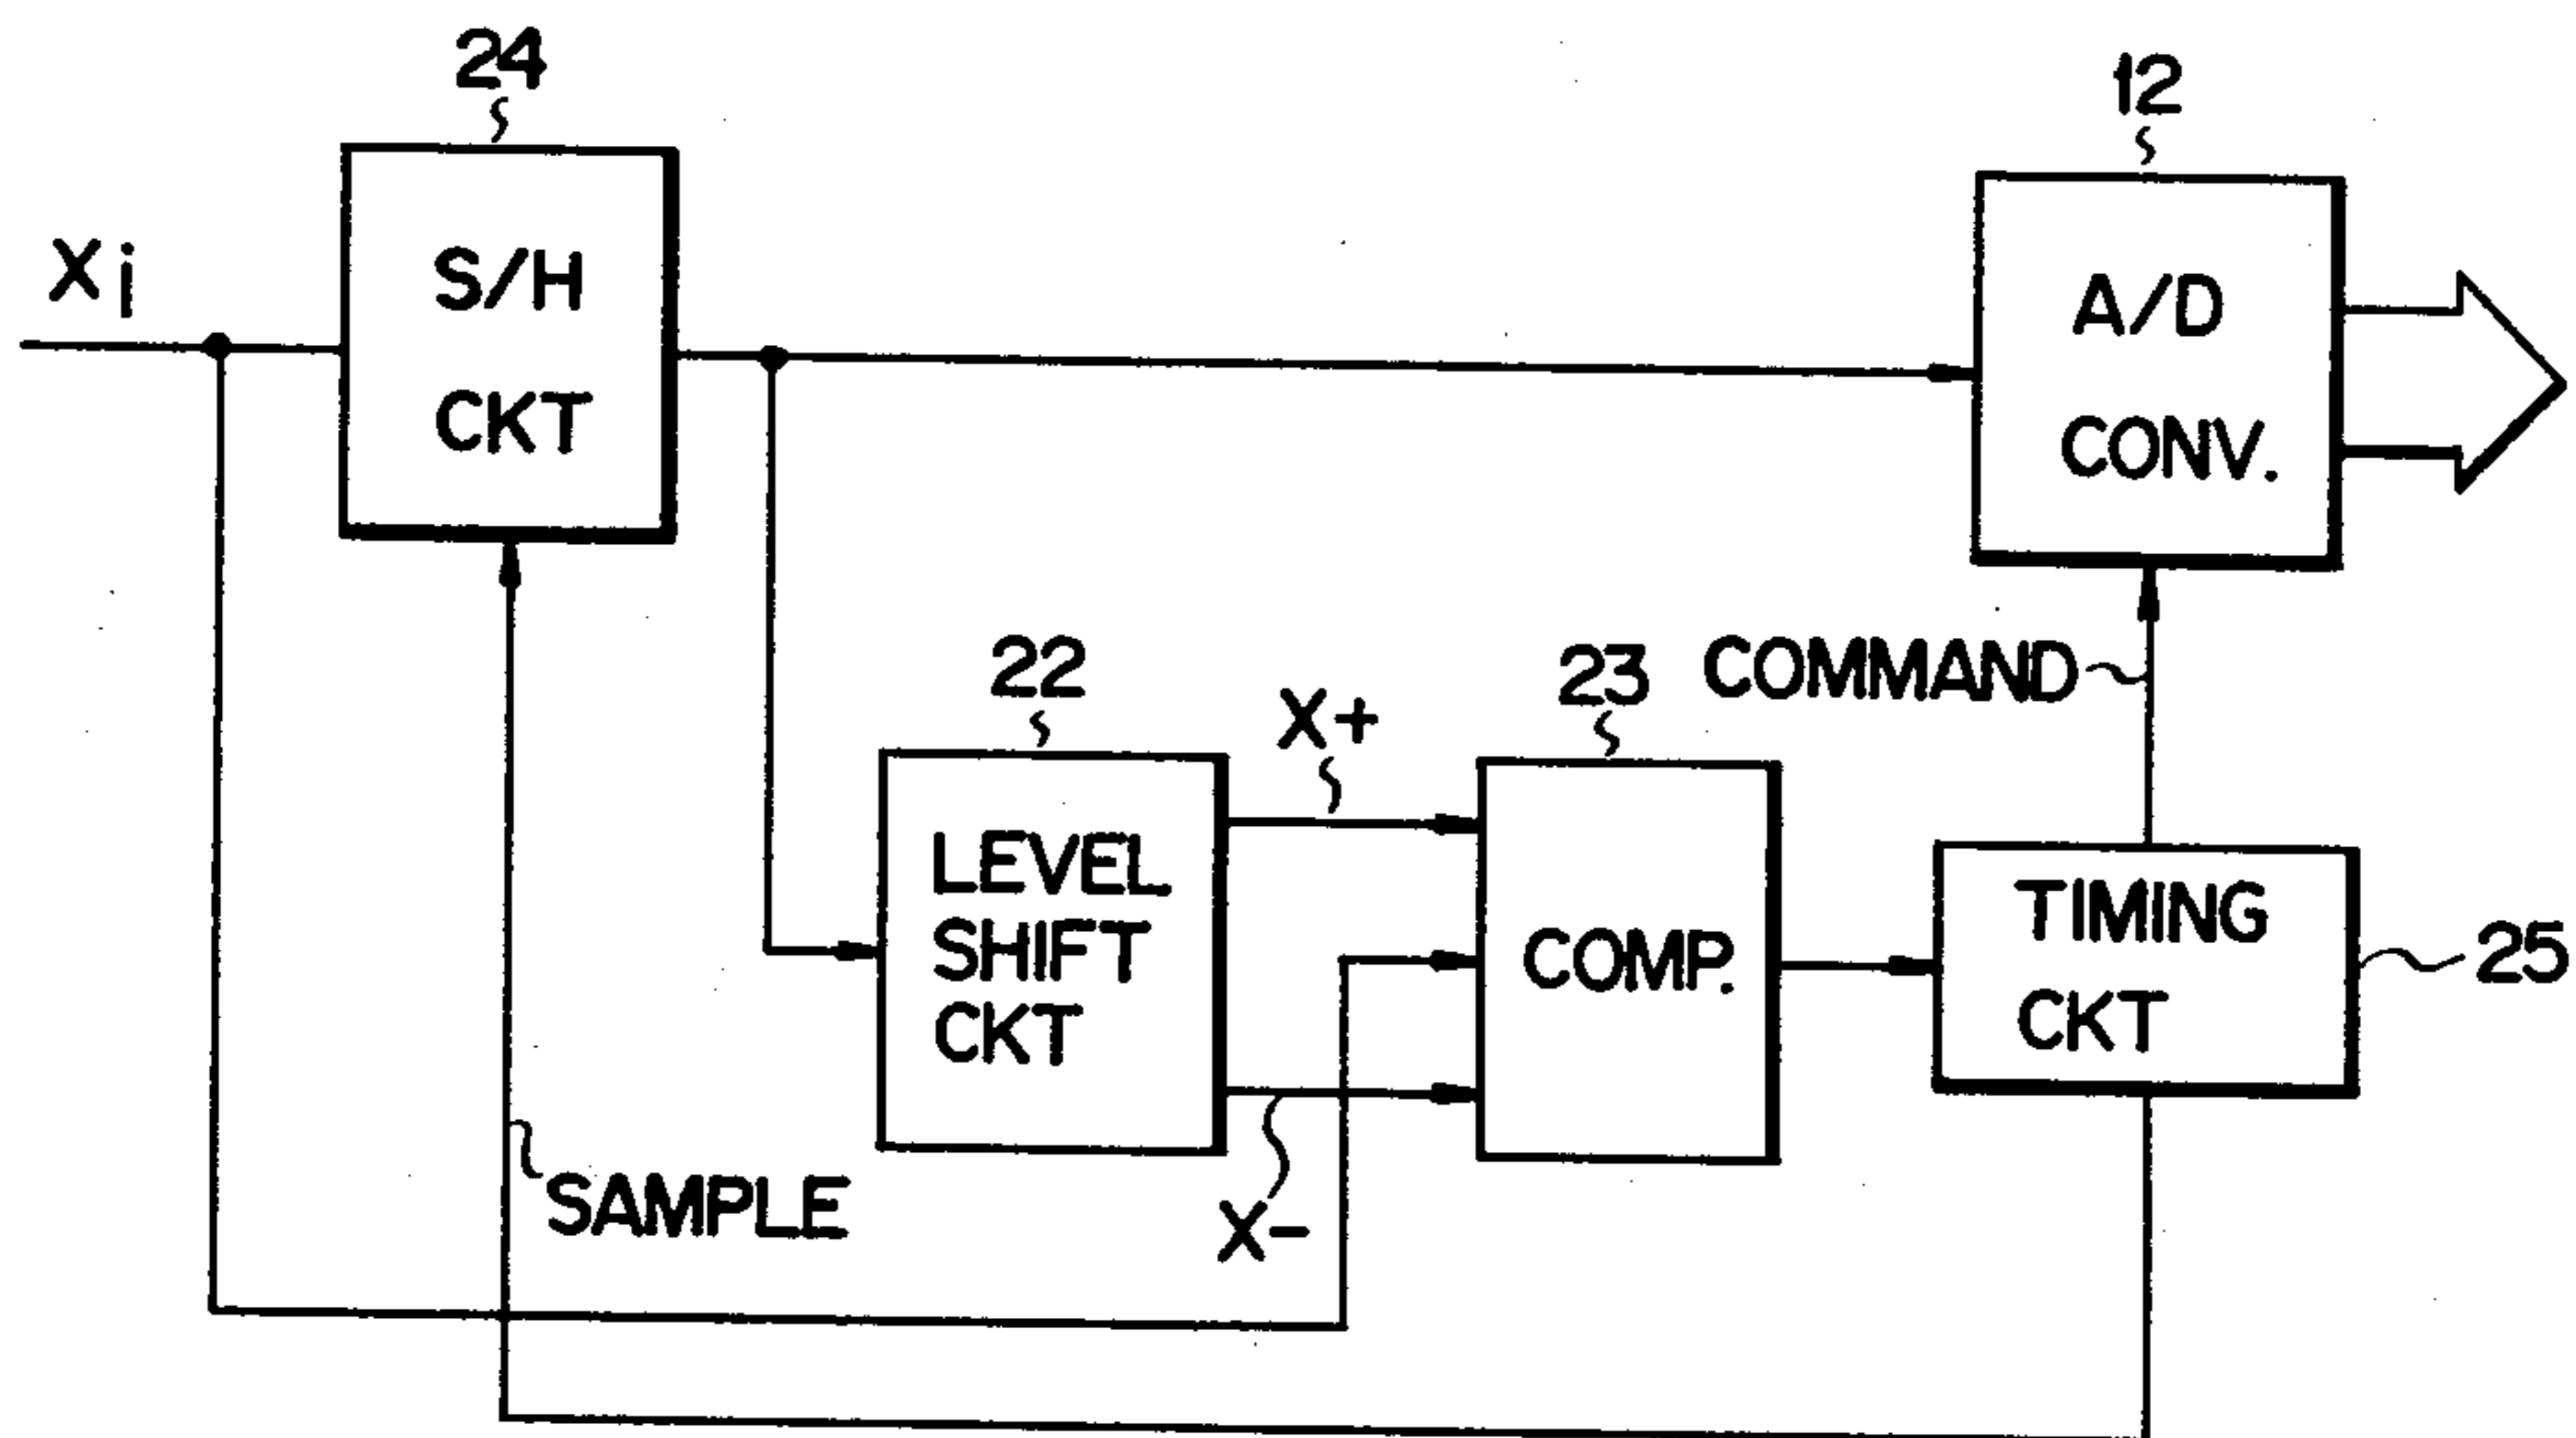 24
12
Xi
S/H
CKT
A/D
CONV.
22
X+
23
COMMAND
LEVEL
SHIFT
CKT
COMP.
TIMING
CKT
25
SAMPLE
X-